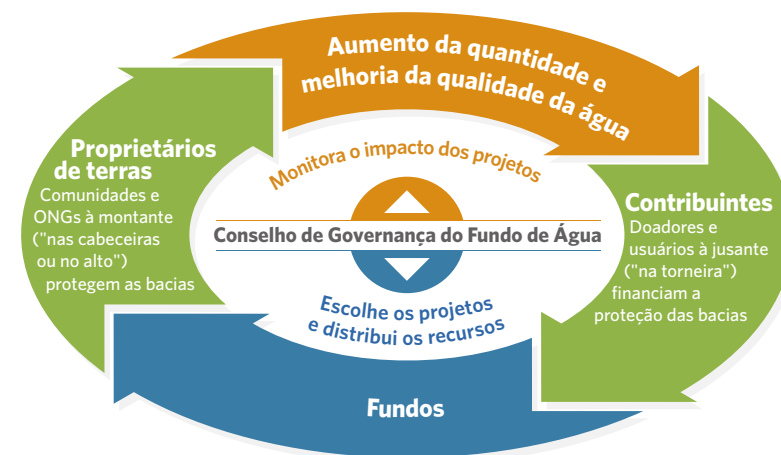 Aumento da quantidade e
melhoria da qualidade da água
Proprietários
de terras
Comunidades e
ONGs à montante
("nas cabeceiras
ou no alto")
protegem as bacias
Monitora o impacto dos projetos
Conselho de Governança do Fundo de Água
Escolhe os projetos
e distribui os recursos
Contribuintes
Doadores e
usuários à jusante
("na torneira")
financiam a
proteção das bacias
Fundos